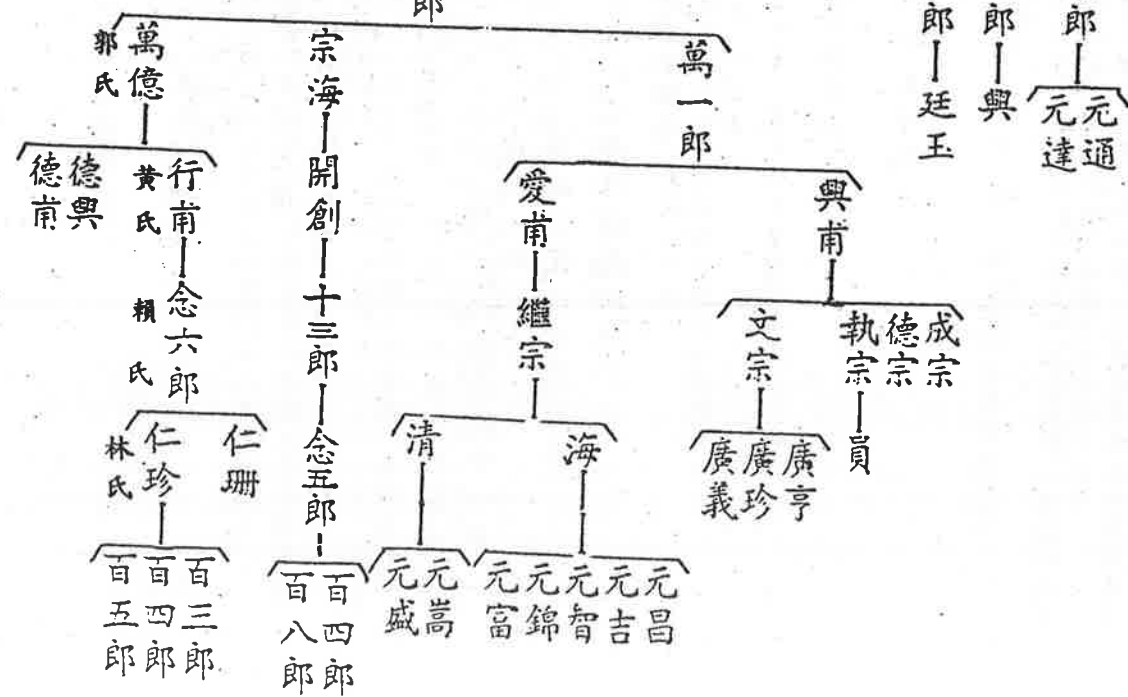 郎
郎
郎
郎
元通
元達
興
廷玉
萬一郎
宗海
萬億
郭氏
興甫
愛甫
開創
行甫
黃氏
德興
德甫
成宗
德宗
執宗
文宗
繼宗
十三郎
念六郎
賴氏
員
廣亨
廣珍
廣義
海
清
念五郎
仁珊
仁珍
林氏
元昌
元吉
元智
元錦
元富
元嵩
元盛
百四郎
百八郎
百三郎
百四郎
百五郎